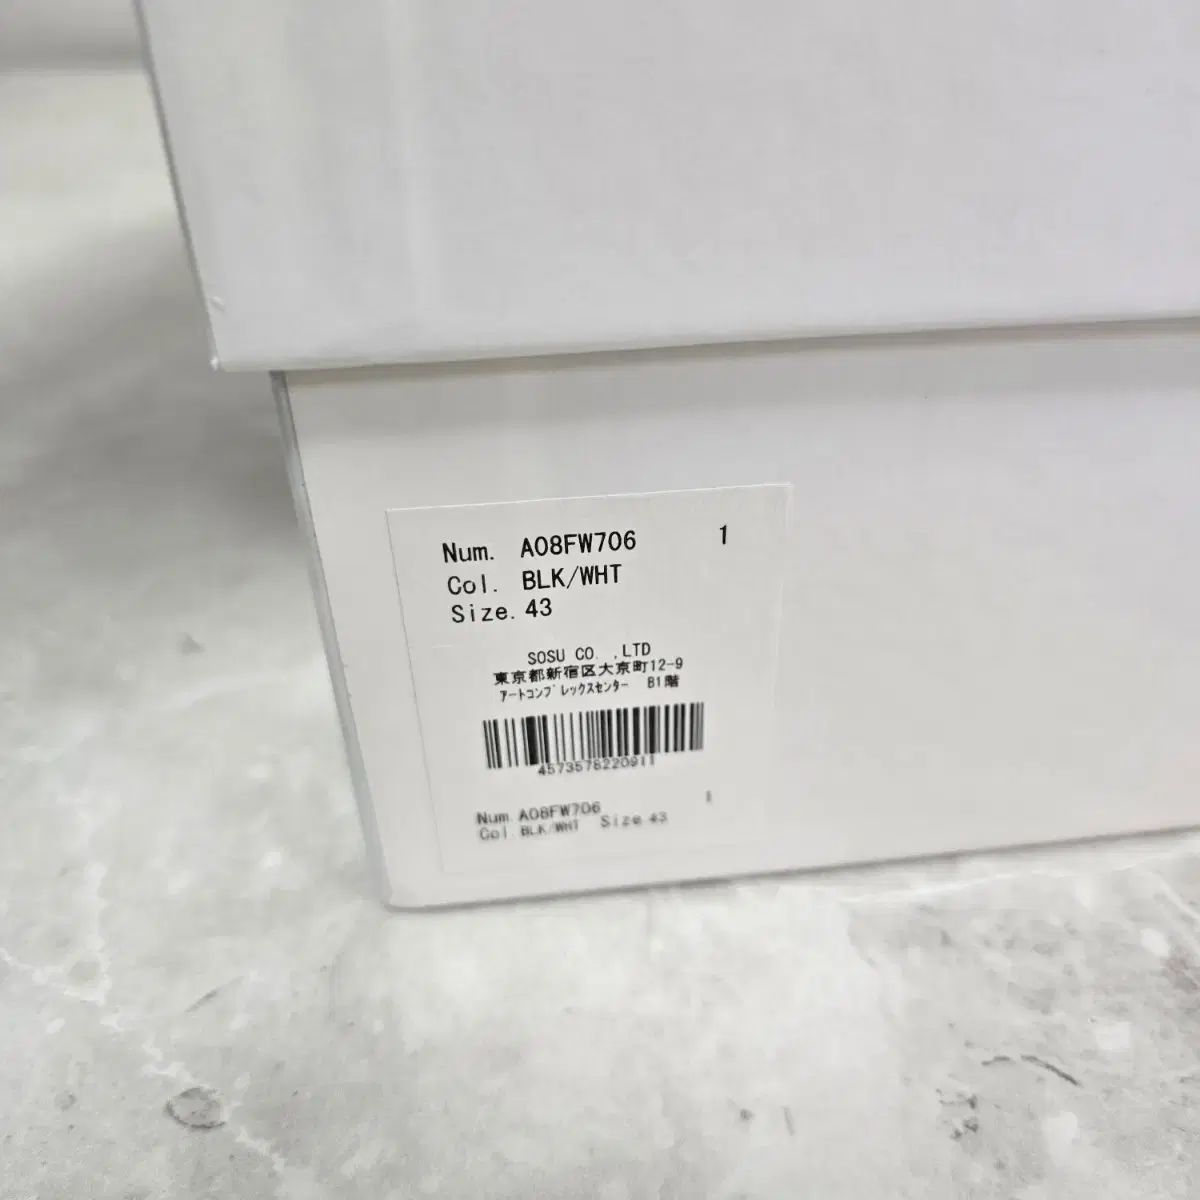 Num. A08FW706 1
Col. BLK/WHT
Size. 43
SOSU CO. .,LTD
東京都新宿区大京町12-9
ｱｰﾄｺﾝﾌﾟﾚｯｸｽｾﾝﾀｰ B1階
4573576220911
Num. A08FW706 1
Col. BLK/WHT Size. 43